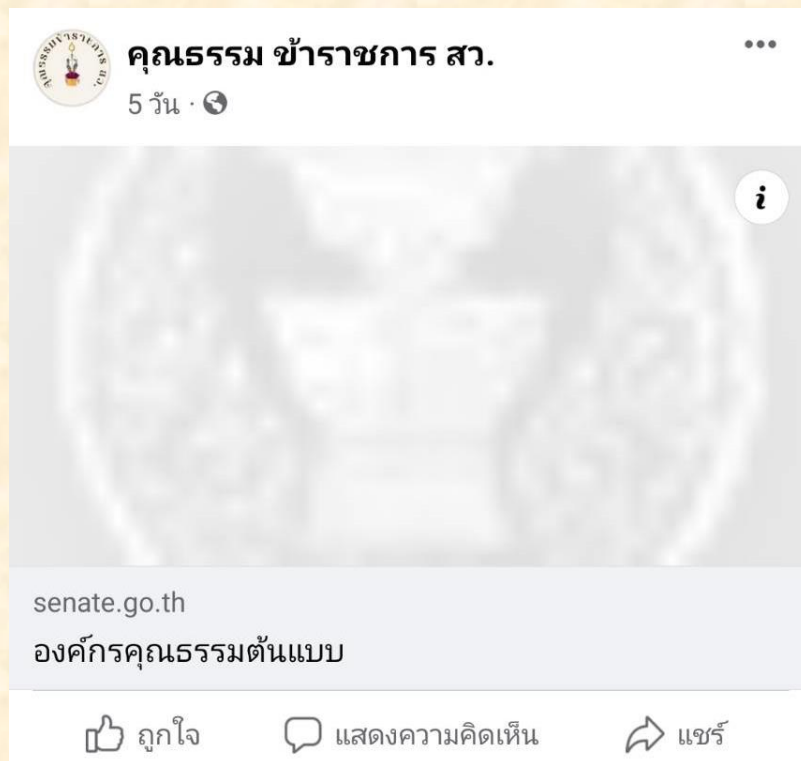 คุณธรรม ข้าราชการ สว.
5 วัน ·
i
senate.go.th
องค์กรคุณธรรมต้นแบบ
ถูกใจ
แสดงความคิดเห็น
แชร์